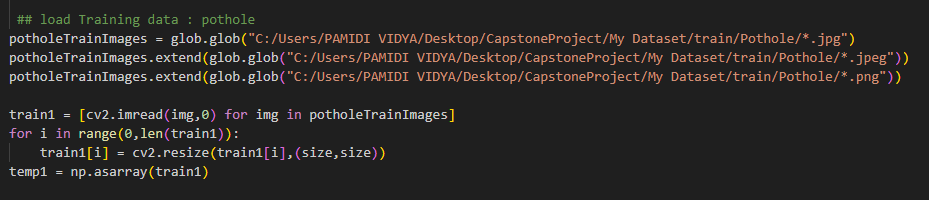 ## load Training data : pothole
potholeTrainImages = glob.glob("C:/Users/PAMIDI VIDYA/Desktop/CapstoneProject/My Dataset/train/Pothole/*.jpg")
potholeTrainImages.extend(glob.glob("C:/Users/PAMIDI VIDYA/Desktop/CapstoneProject/My Dataset/train/Pothole/*.jpeg"))
potholeTrainImages.extend(glob.glob("C:/Users/PAMIDI VIDYA/Desktop/CapstoneProject/My Dataset/train/Pothole/*.png"))
train1 = [cv2.imread(img,0) for img in potholeTrainImages]
for i in range(0,len(train1)):
    train1[i] = cv2.resize(train1[i],(size,size))
temp1 = np.asarray(train1)